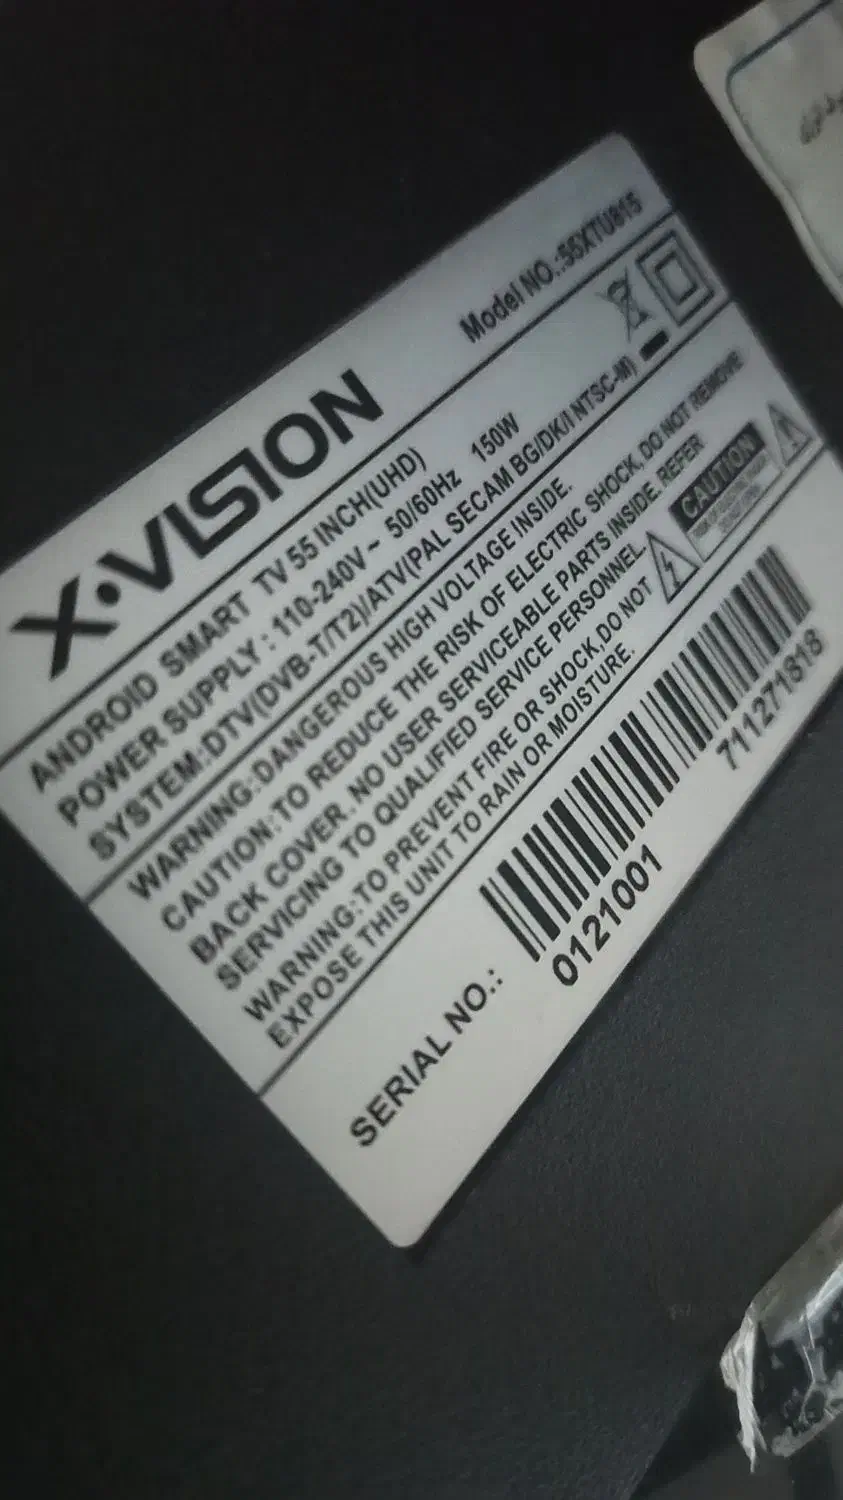 X·VISION
Model NO.:55XTU815
ANDROID SMART TV 55 INCH(UHD)
POWER SUPPLY : 110-240V ~ 50/60Hz 150W
SYSTEM:DTV(DVB-T/T2)/ATV(PAL SECAM BG/DK/I NTSC-M)
WARNING:DANGEROUS HIGH VOLTAGE INSIDE.
CAUTION:TO REDUCE THE RISK OF ELECTRIC SHOCK,DO NOT REMOVE
BACK COVER. NO USER SERVICEABLE PARTS INSIDE. REFER
SERVICING TO QUALIFIED SERVICE PERSONNEL.
WARNING:TO PREVENT FIRE OR SHOCK,DO NOT
EXPOSE THIS UNIT TO RAIN OR MOISTURE.
CAUTION
SERIAL NO.:
0121001
711271818